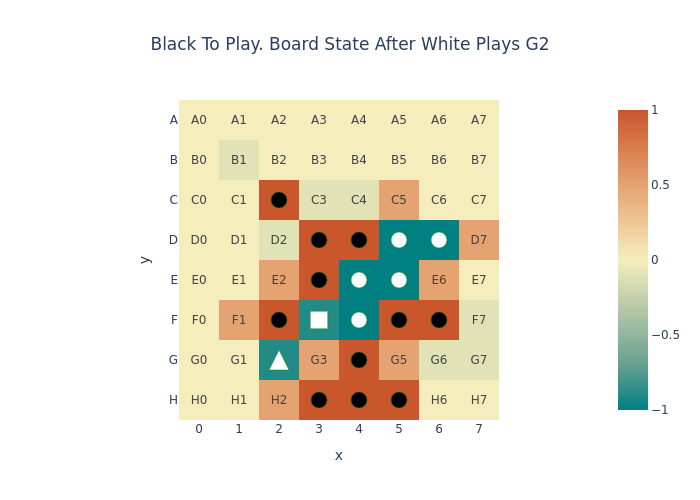 Black To Play. Board State After White Plays G2
A A0 A1 A2 A3 A4 A5 A6 A7
B B0 B1 B2 B3 B4 B5 B6 B7
C C0 C1 C3 C4 C5 C6 C7
D D0 D1 D2 D7
E E0 E1 E2 E6 E7
F F0 F1 F7
G G0 G1 G3 G5 G6 G7
H H0 H1 H2 H6 H7
0 1 2 3 4 5 6 7
x
y
1
0.5
0
−0.5
−1